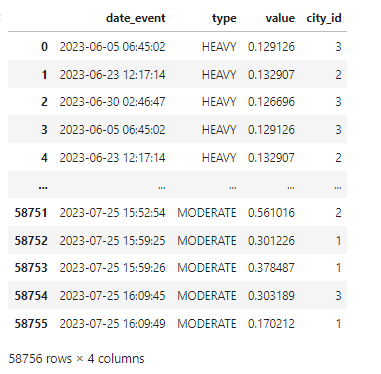 date_event type value city_id
0 2023-06-05 06:45:02 HEAVY 0.129126 3
1 2023-06-23 12:17:14 HEAVY 0.132907 2
2 2023-06-30 02:46:47 HEAVY 0.126696 3
3 2023-06-05 06:45:02 HEAVY 0.129126 3
4 2023-06-23 12:17:14 HEAVY 0.132907 2
... ... ... ... ...
58751 2023-07-25 15:52:54 MODERATE 0.561016 2
58752 2023-07-25 15:59:25 MODERATE 0.301226 1
58753 2023-07-25 15:59:26 MODERATE 0.378487 1
58754 2023-07-25 16:09:45 MODERATE 0.303189 3
58755 2023-07-25 16:09:49 MODERATE 0.170212 1
58756 rows × 4 columns